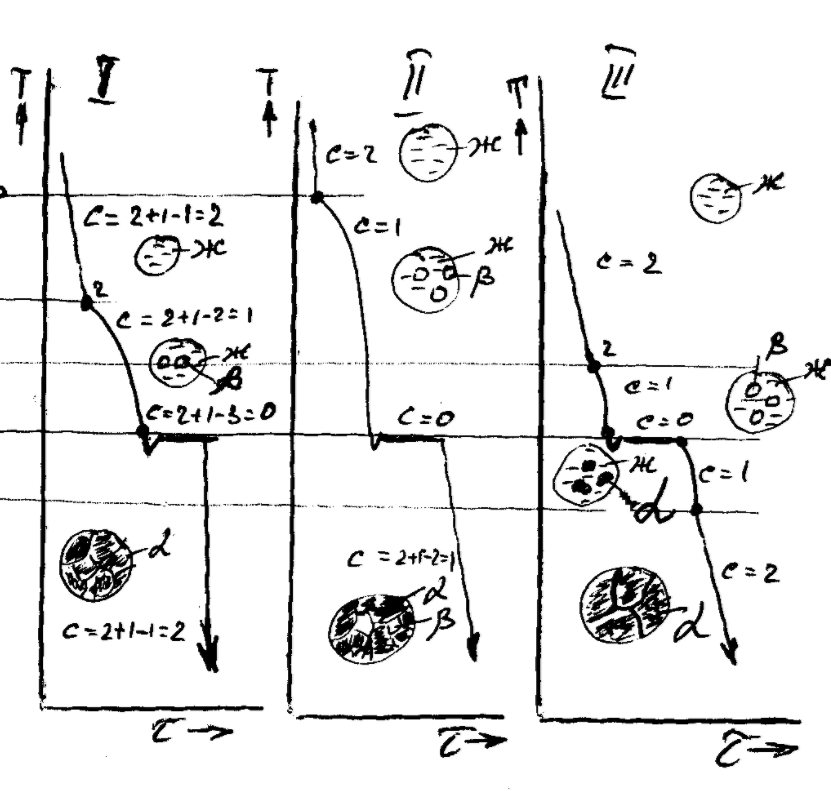 T
I
C = 2+1-1=2
Ж
2
C = 2+1-2=1
Ж
β
C=2+1-3=0
α
C=2+1-1=2
τ →
T
II
C=2
Ж
C=1
Ж
β
C=0
C = 2+1-2=1
α
β
τ →
T
III
Ж
C = 2
2
β
Ж
C=1
C=0
Ж
α
C=1
C=2
α
τ →